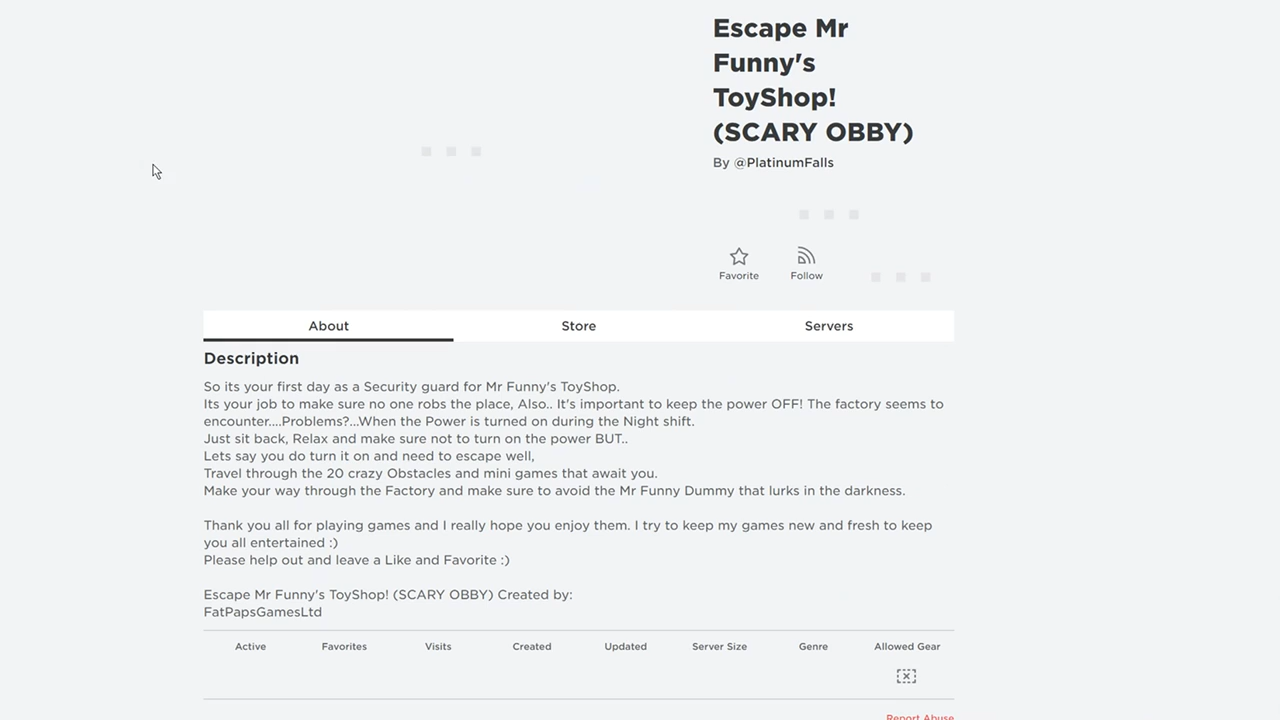 Escape Mr
Funny's
ToyShop!
(SCARY OBBY)
By @PlatinumFalls
Favorite
Follow
About
Store
Servers
Description
So its your first day as a Security guard for Mr Funny's ToyShop.
Its your job to make sure no one robs the place, Also.. It's important to keep the power OFF! The factory seems to
encounter....Problems?...When the Power is turned on during the Night shift.
Just sit back, Relax and make sure not to turn on the power BUT..
Lets say you do turn it on and need to escape well,
Travel through the 20 crazy Obstacles and mini games that await you.
Make your way through the Factory and make sure to avoid the Mr Funny Dummy that lurks in the darkness.
Thank you all for playing games and I really hope you enjoy them. I try to keep my games new and fresh to keep
you all entertained :)
Please help out and leave a Like and Favorite :)
Escape Mr Funny's ToyShop! (SCARY OBBY) Created by:
FatPapsGamesLtd
Active
Favorites
Visits
Created
Updated
Server Size
Genre
Allowed Gear
Report Abuse